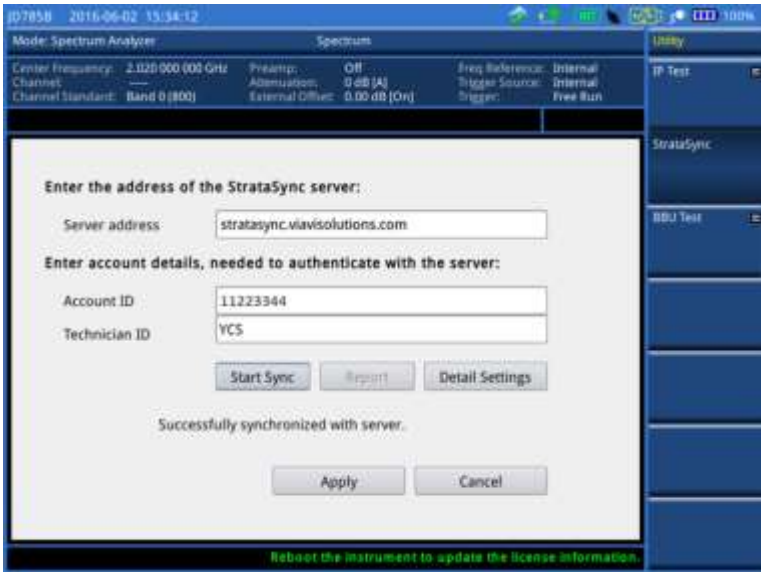 JD785B 2016-06-02 15:34:12 100%
Mode: Spectrum Analyzer Spectrum Utility
Center Frequency: 2.020 000 000 GHz Preamp: Off Freq Reference: Internal
Channel: ---- Attenuation: 0 dB [A] Trigger Source: Internal
Channel Standard: Band 0 (800) External Offset: 0.00 dB [On] Trigger: Free Run
IP Test
StrataSync
BBU Test
Enter the address of the StrataSync server:
Server address stratasync.viavisolutions.com
Enter account details, needed to authenticate with the server:
Account ID 11223344
Technician ID YCS
Start Sync Report Detail Settings
Successfully synchronized with server.
Apply Cancel
Reboot the instrument to update the license information.